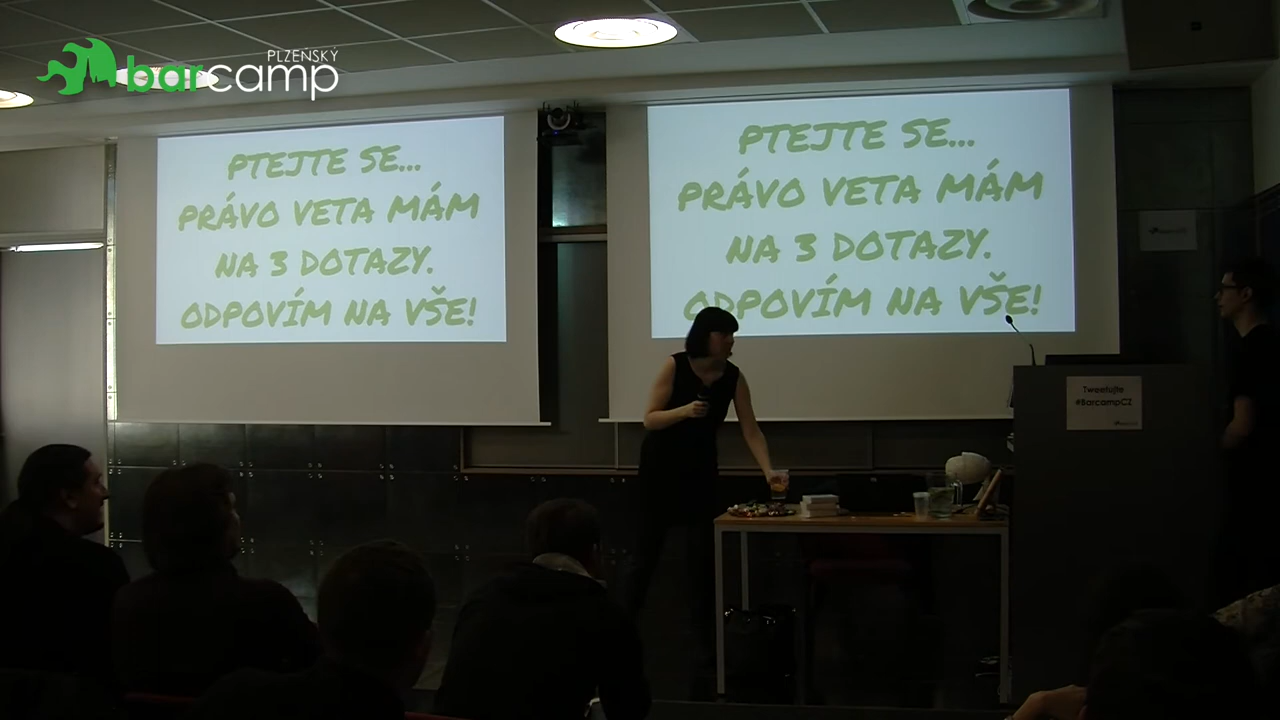 PLZEŇSKÝ
barcamp
PTEJTE SE...
PRÁVO VETA MÁM
NA 3 DOTAZY.
ODPOVÍM NA VŠE!
PTEJTE SE...
PRÁVO VETA MÁM
NA 3 DOTAZY.
ODPOVÍM NA VŠE!
Tweetujte
#BarcampCZ